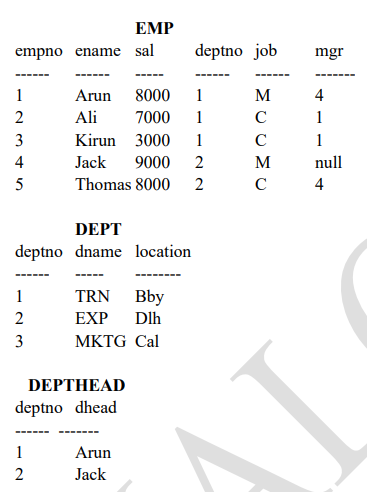 EMP
empno ename sal deptno job mgr
------ ------ ----- ------ ------ -------
1 Arun 8000 1 M 4
2 Ali 7000 1 C 1
3 Kirun 3000 1 C 1
4 Jack 9000 2 M null
5 Thomas 8000 2 C 4
DEPT
deptno dname location
------ ----- --------
1 TRN Bby
2 EXP Dlh
3 MKTG Cal
DEPTHEAD
deptno dhead
------ -------
1 Arun
2 Jack